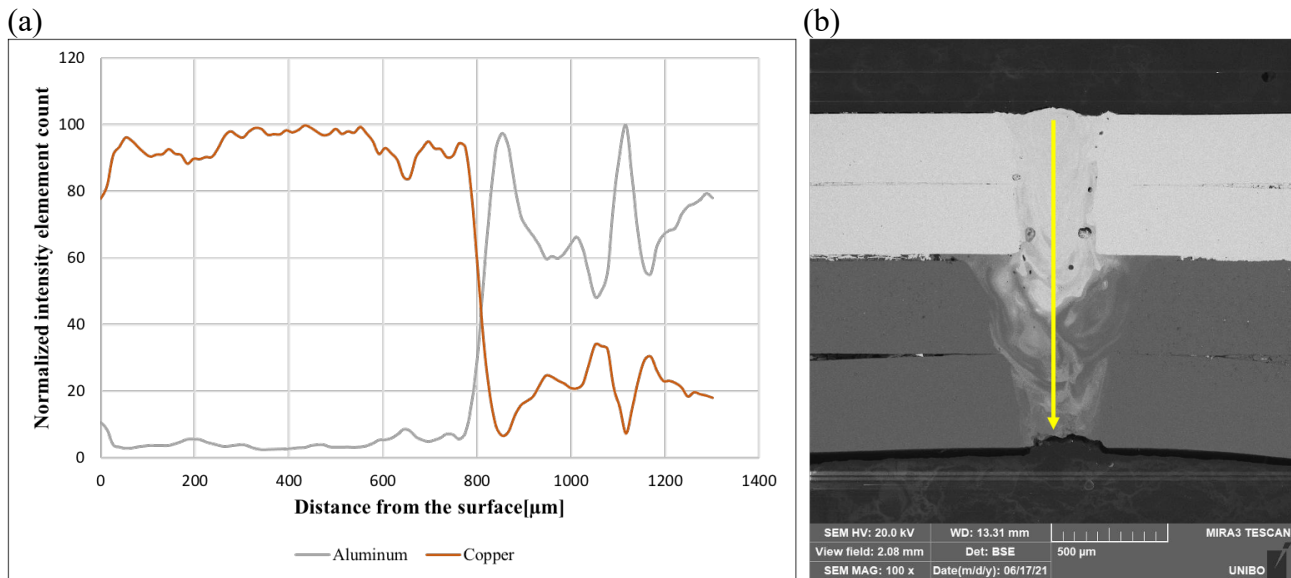 (a)
(b)
120
100
80
60
40
20
0
0 200 400 600 800 1000 1200 1400
Normalized intensity elemement count
Distance from the surface[µm]
Aluminum Copper
SEM HV: 20.0 kV WD: 13.31 mm MIRA3 TESCAN
View field: 2.08 mm Det: BSE 500 µm
SEM MAG: 100 x Date(m/d/y): 06/17/21 UNIBO